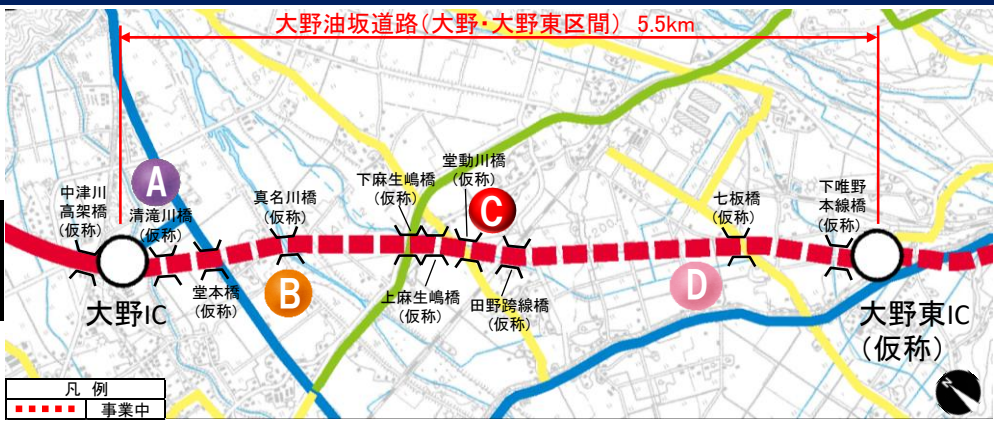 大野油坂道路(大野・大野東区間) 5.5km
中津川
高架橋
(仮称)
A
清滝川橋
(仮称)
大野IC
堂本橋
(仮称)
真名川橋
(仮称)
B
下麻生嶋橋
(仮称)
堂動川橋
(仮称)
C
上麻生嶋橋
(仮称)
田野跨線橋
(仮称)
D
七板橋
(仮称)
下唯野
本線橋
(仮称)
大野東IC
(仮称)
凡 例
事業中
N